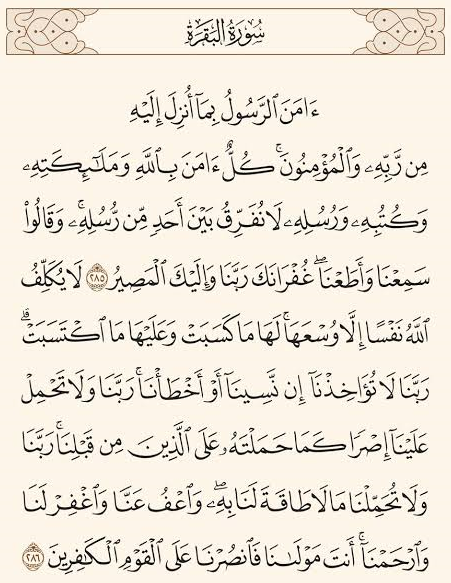 سُورَةُ البَقَرَةِ
ءَامَنَ ٱلرَّسُولُ بِمَآ أُنزِلَ إِلَيْهِ
مِن رَّبِّهِۦ وَٱلْمُؤْمِنُونَۚ كُلٌّ ءَامَنَ بِٱللَّهِ وَمَلَٰٓئِكَتِهِۦ
وَكُتُبِهِۦ وَرُسُلِهِۦ لَا نُفَرِّقُ بَيْنَ أَحَدٍ مِّن رُّسُلِهِۦۚ وَقَالُوا۟
سَمِعْنَا وَأَطَعْنَاۖ غُفْرَانَكَ رَبَّنَا وَإِلَيْكَ ٱلْمَصِيرُ ٢٨٥ لَا يُكَلِّفُ
ٱللَّهُ نَفْسًا إِلَّا وُسْعَهَاۚ لَهَا مَا كَسَبَتْ وَعَلَيْهَا مَا ٱكْتَسَبَتْۗ
رَبَّنَا لَا تُؤَاخِذْنَآ إِن نَّسِينَآ أَوْ أَخْطَأْنَاۚ رَبَّنَا وَلَا تَحْمِلْ
عَلَيْنَآ إِصْرًا كَمَا حَمَلْتَهُۥ عَلَى ٱلَّذِينَ مِن قَبْلِنَاۚ رَبَّنَا
وَلَا تُحَمِّلْنَا مَا لَا طَاقَةَ لَنَا بِهِۦۖ وَٱعْفُ عَنَّا وَٱغْفِرْ لَنَا
وَٱرْحَمْنَآۚ أَنتَ مَوْلَىٰنَا فَٱنصُرْنَا عَلَى ٱلْقَوْمِ ٱلْكَٰفِرِينَ ٢٨٦